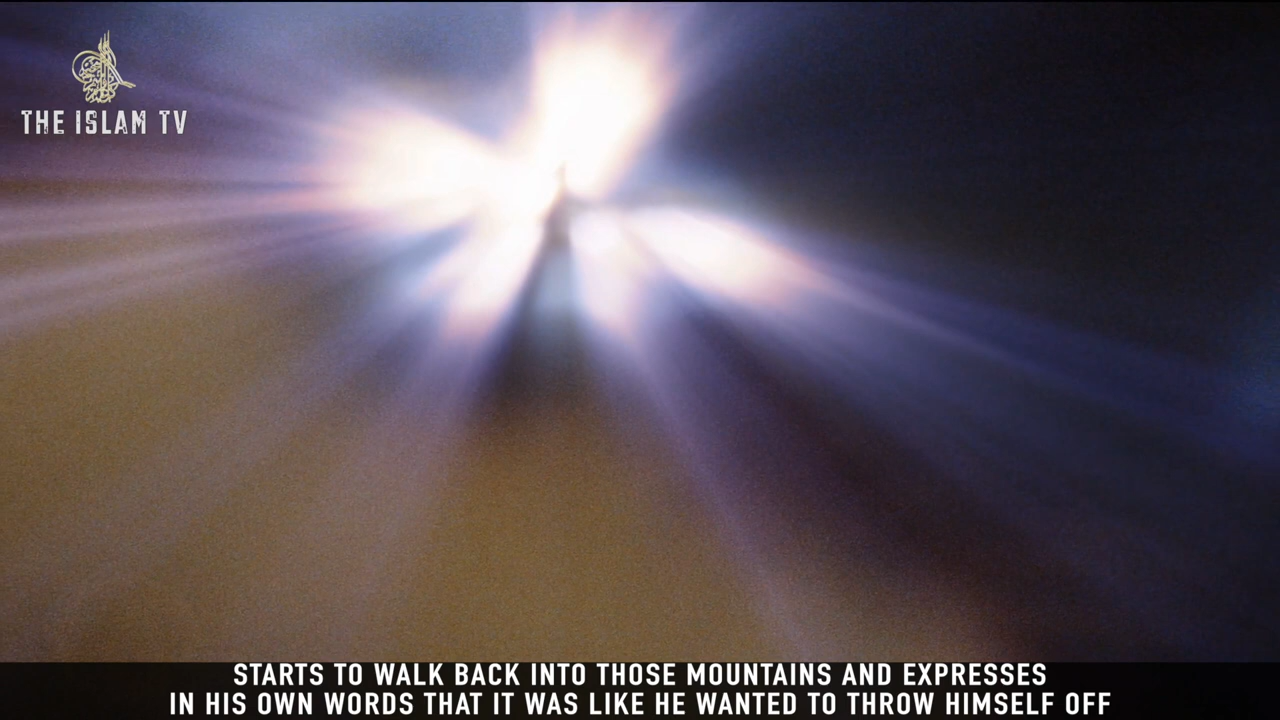 THE ISLAM TV
STARTS TO WALK BACK INTO THOSE MOUNTAINS AND EXPRESSES
IN HIS OWN WORDS THAT IT WAS LIKE HE WANTED TO THROW HIMSELF OFF